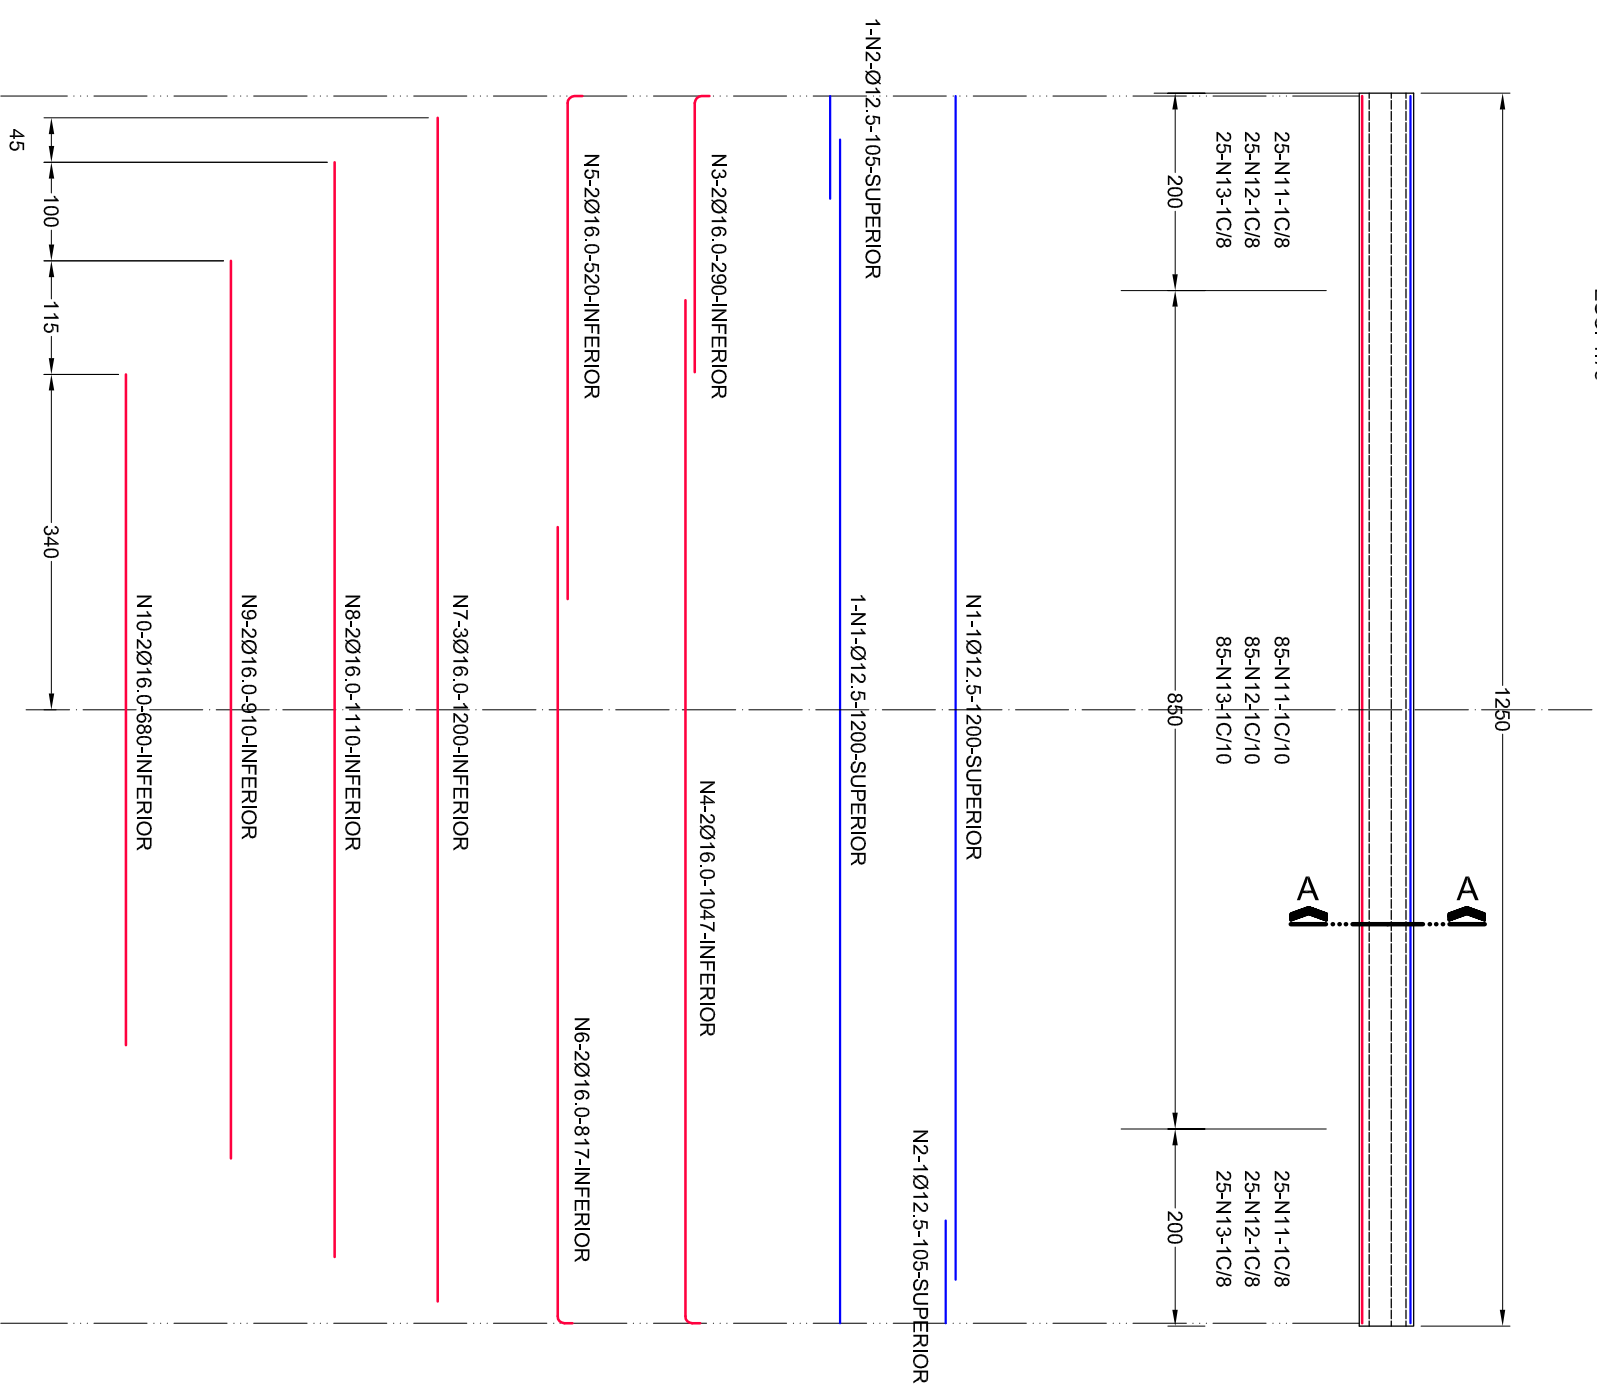 1250
A
A
25-N11-1C/8
25-N12-1C/8
25-N13-1C/8
85-N11-1C/10
85-N12-1C/10
85-N13-1C/10
25-N11-1C/8
25-N12-1C/8
25-N13-1C/8
200
850
200
N1-1Ø12.5-1200-SUPERIOR
N2-1Ø12.5-105-SUPERIOR
1-N2-Ø12.5-105-SUPERIOR
1-N1-Ø12.5-1200-SUPERIOR
N3-2Ø16.0-290-INFERIOR
N4-2Ø16.0-1047-INFERIOR
N5-2Ø16.0-520-INFERIOR
N6-2Ø16.0-817-INFERIOR
N7-3Ø16.0-1200-INFERIOR
N8-2Ø16.0-1110-INFERIOR
N9-2Ø16.0-910-INFERIOR
N10-2Ø16.0-680-INFERIOR
45
100
115
340